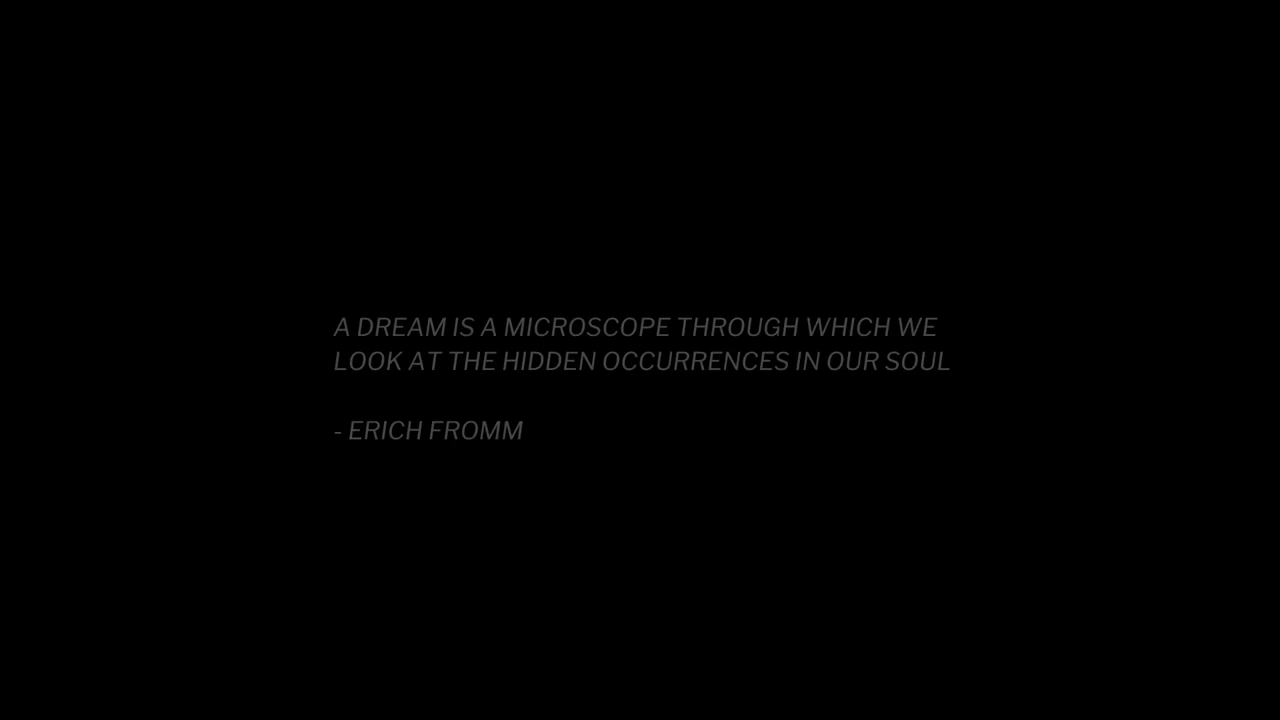 A DREAM IS A MICROSCOPE THROUGH WHICH WE
LOOK AT THE HIDDEN OCCURRENCES IN OUR SOUL
- ERICH FROMM